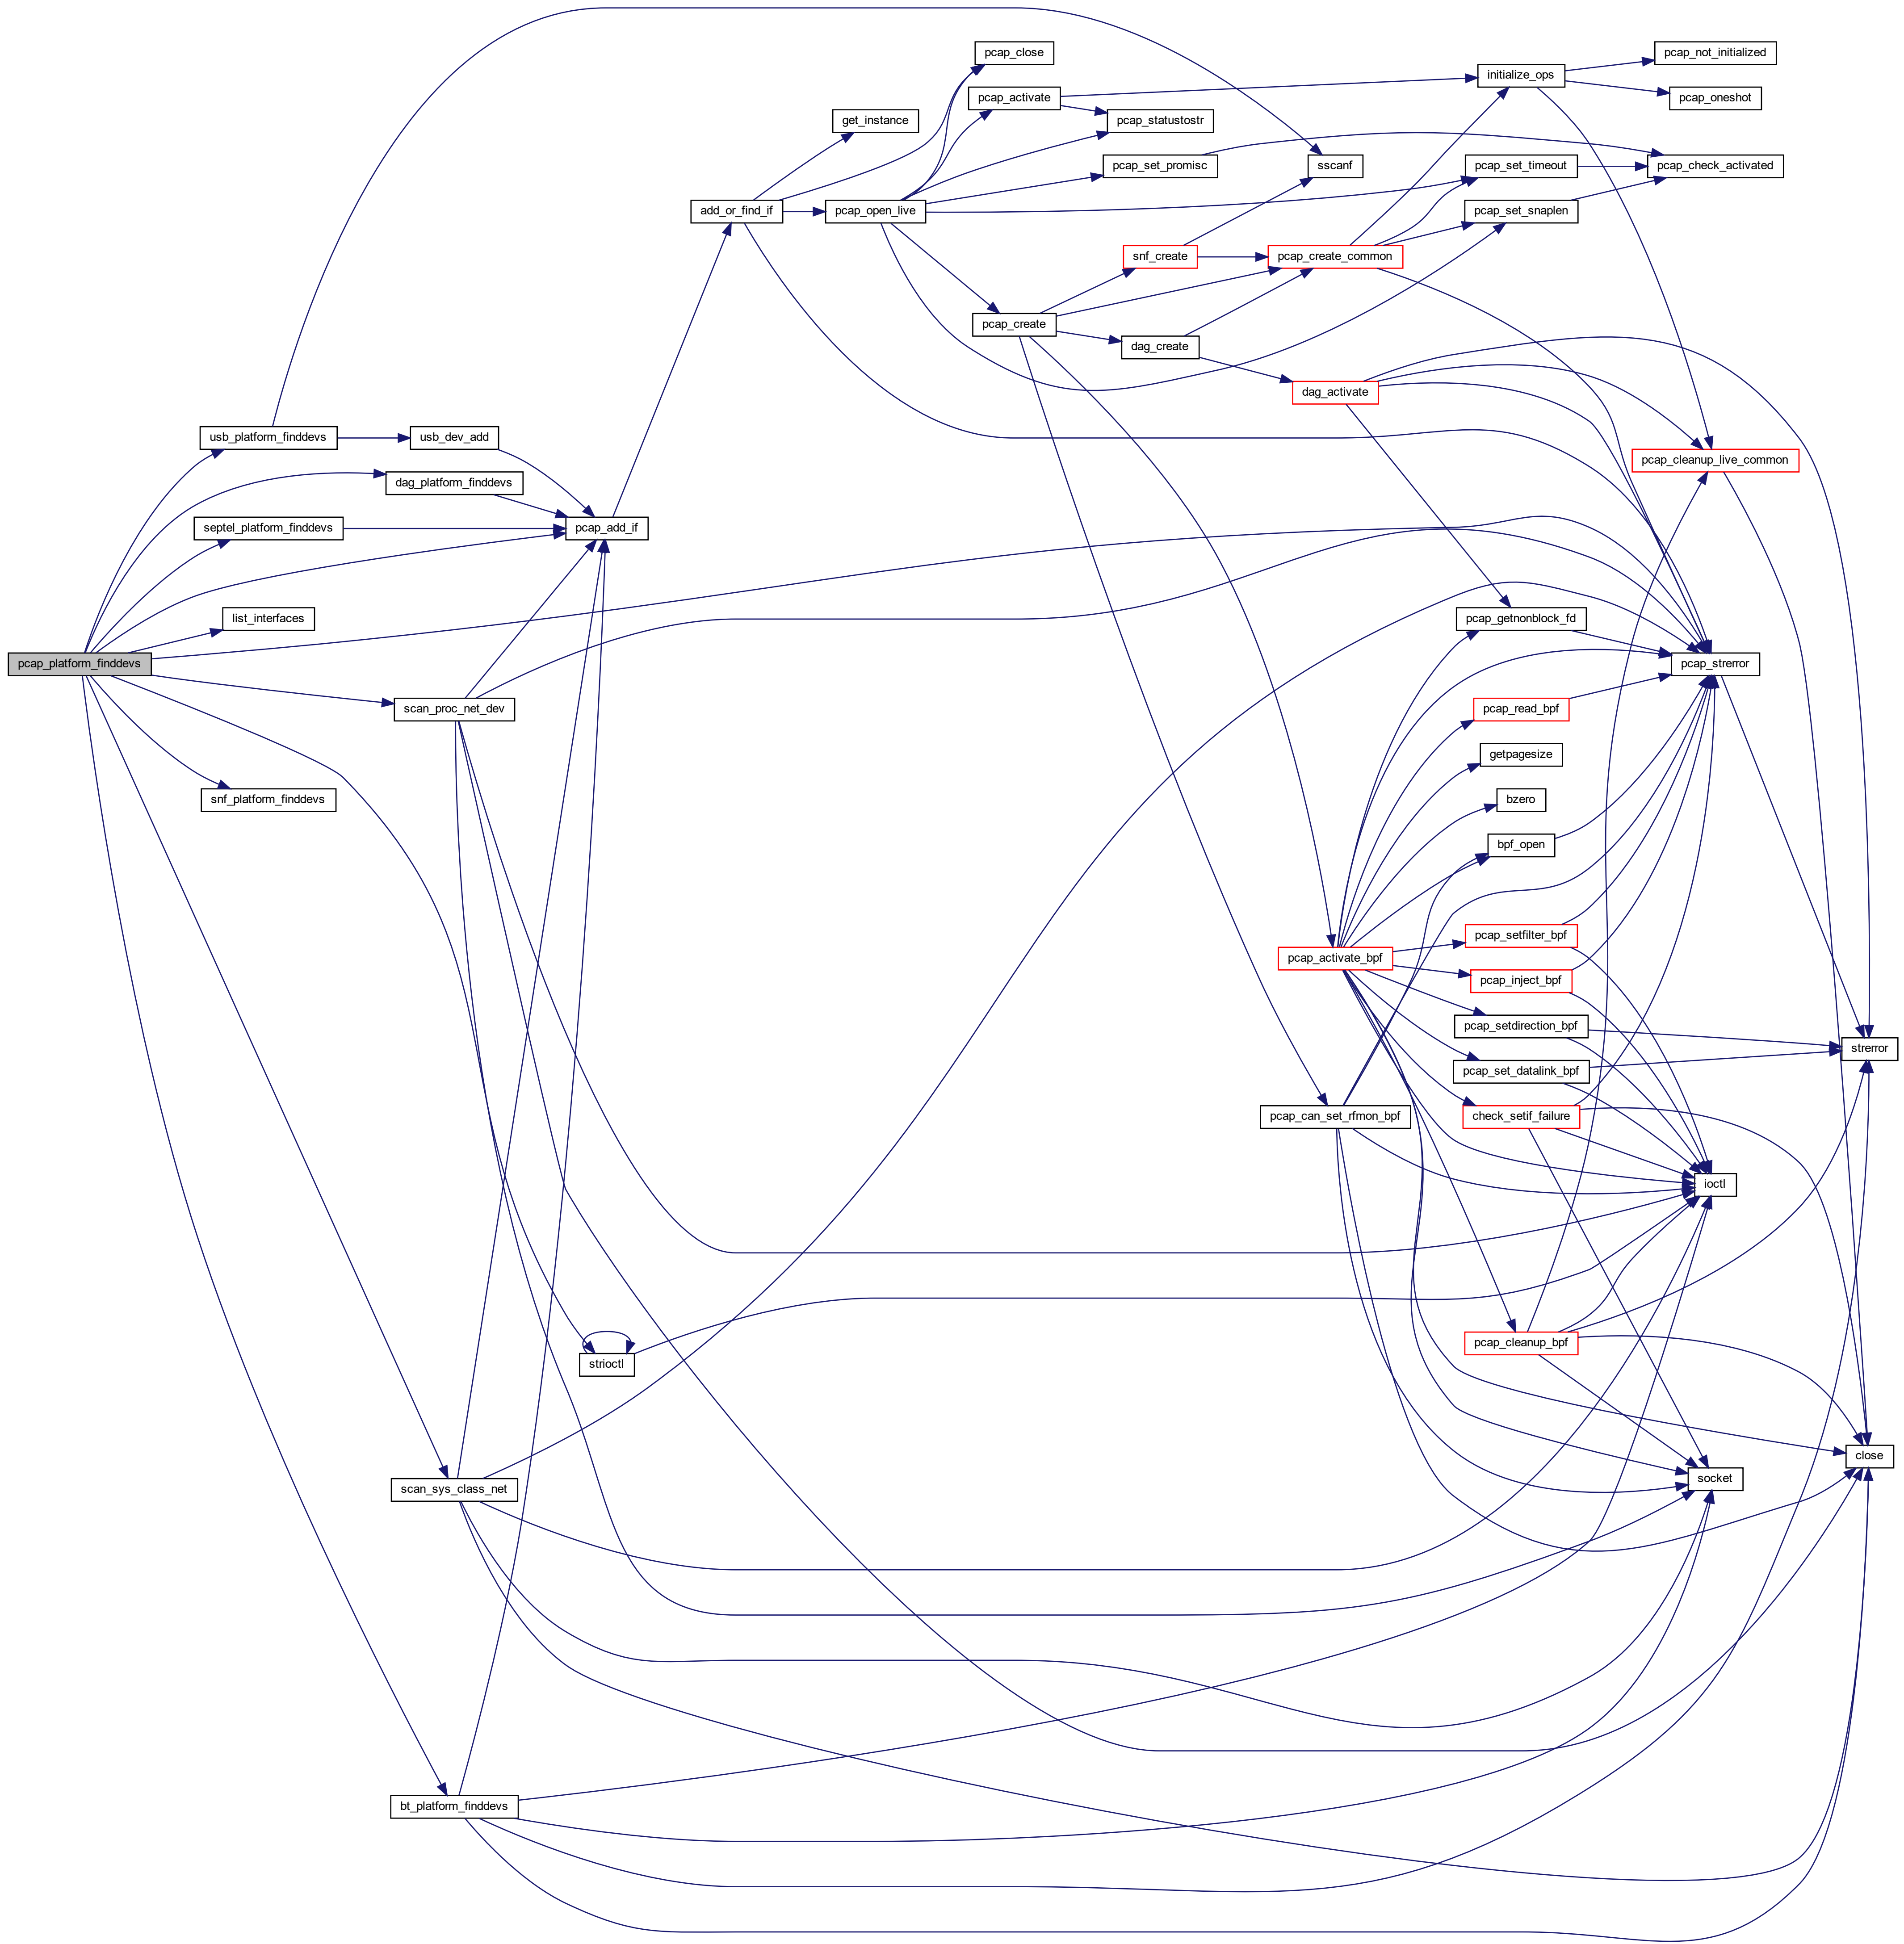 pcap_close
pcap_not_initialized
initialize_ops
pcap_activate
pcap_oneshot
get_instance
pcap_statustostr
pcap_set_promisc
sscanf
pcap_set_timeout
pcap_check_activated
add_or_find_if
pcap_open_live
pcap_set_snaplen
snf_create
pcap_create_common
pcap_create
dag_create
dag_activate
usb_platform_finddevs
usb_dev_add
pcap_cleanup_live_common
dag_platform_finddevs
septel_platform_finddevs
pcap_add_if
list_interfaces
pcap_getnonblock_fd
pcap_platform_finddevs
pcap_strerror
scan_proc_net_dev
pcap_read_bpf
getpagesize
snf_platform_finddevs
bzero
bpf_open
pcap_setfilter_bpf
pcap_activate_bpf
pcap_inject_bpf
pcap_setdirection_bpf
strerror
pcap_set_datalink_bpf
pcap_can_set_rfmon_bpf
check_setif_failure
ioctl
pcap_cleanup_bpf
strioctl
close
socket
scan_sys_class_net
bt_platform_finddevs